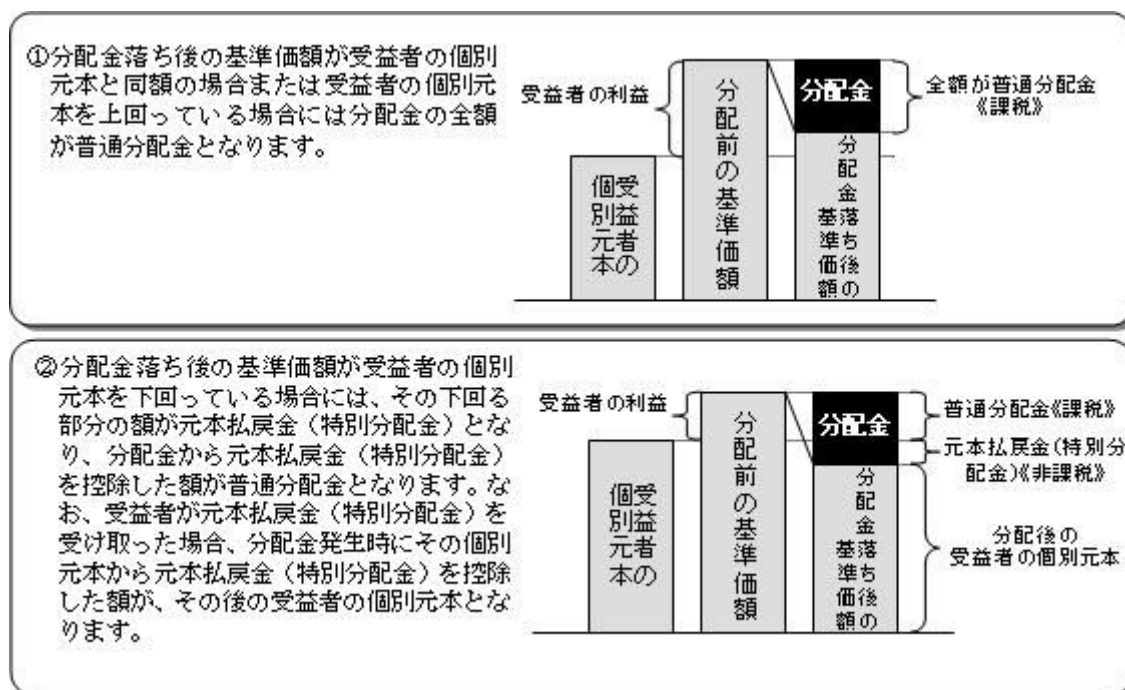 ①分配金落ち後の基準価額が受益者の個別
元本と同額の場合または受益者の個別元
本を上回っている場合には分配金の全額
が普通分配金となります。
受益者の利益
受益者の
個別元本
分配前の基準価額
分配金
分配金落ち後の
基準価額
全額が普通分配金
《課税》
②分配金落ち後の基準価額が受益者の個別
元本を下回っている場合には、その下回る
部分の額が元本払戻金（特別分配金）とな
り、分配金から元本払戻金（特別分配金）
を控除した額が普通分配金となります。な
お、受益者が元本払戻金（特別分配金）を
受け取った場合、分配金発生時にその個別
元本から元本払戻金（特別分配金）を控除
した額が、その後の受益者の個別元本とな
ります。
受益者の利益
受益者の
個別元本
分配前の基準価額
分配金
分配金落ち後の
基準価額
普通分配金《課税》
元本払戻金(特別分
配金)《非課税》
分配後の
受益者の個別元本